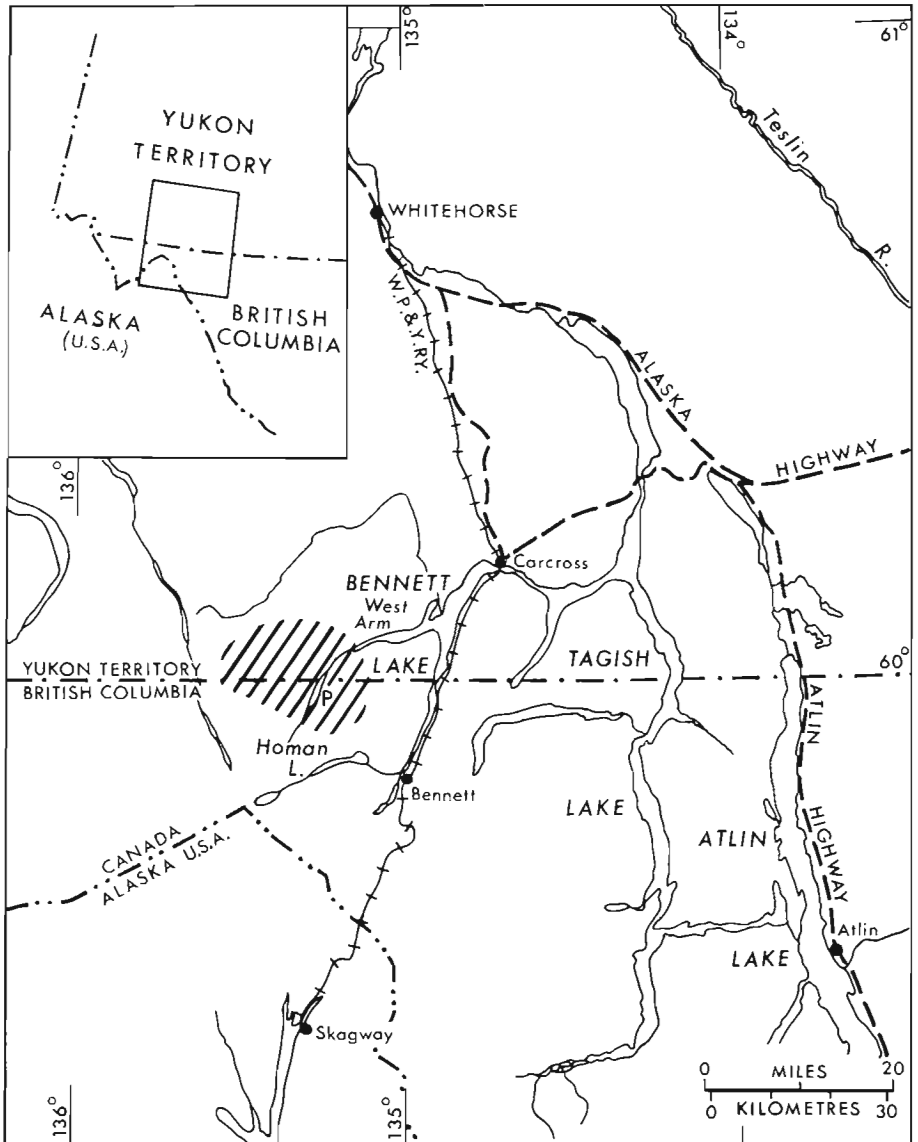 135°
134°
61°
YUKON
TERRITORY
ALASKA
(U.S.A.)
BRITISH
COLUMBIA
Teslin
R.
WHITEHORSE
W.P.&Y.RY.
ALASKA
HIGHWAY
136°
Carcross
BENNETT
West
Arm
LAKE
TAGISH
YUKON TERRITORY
BRITISH COLUMBIA
60°
P
ATLIN
Homan
L.
Bennett
LAKE
ATLIN
HIGHWAY
CANADA
ALASKA U.S.A.
Atlin
LAKE
Skagway
0 20
MILES
0 30
KILOMETRES
136°
135°